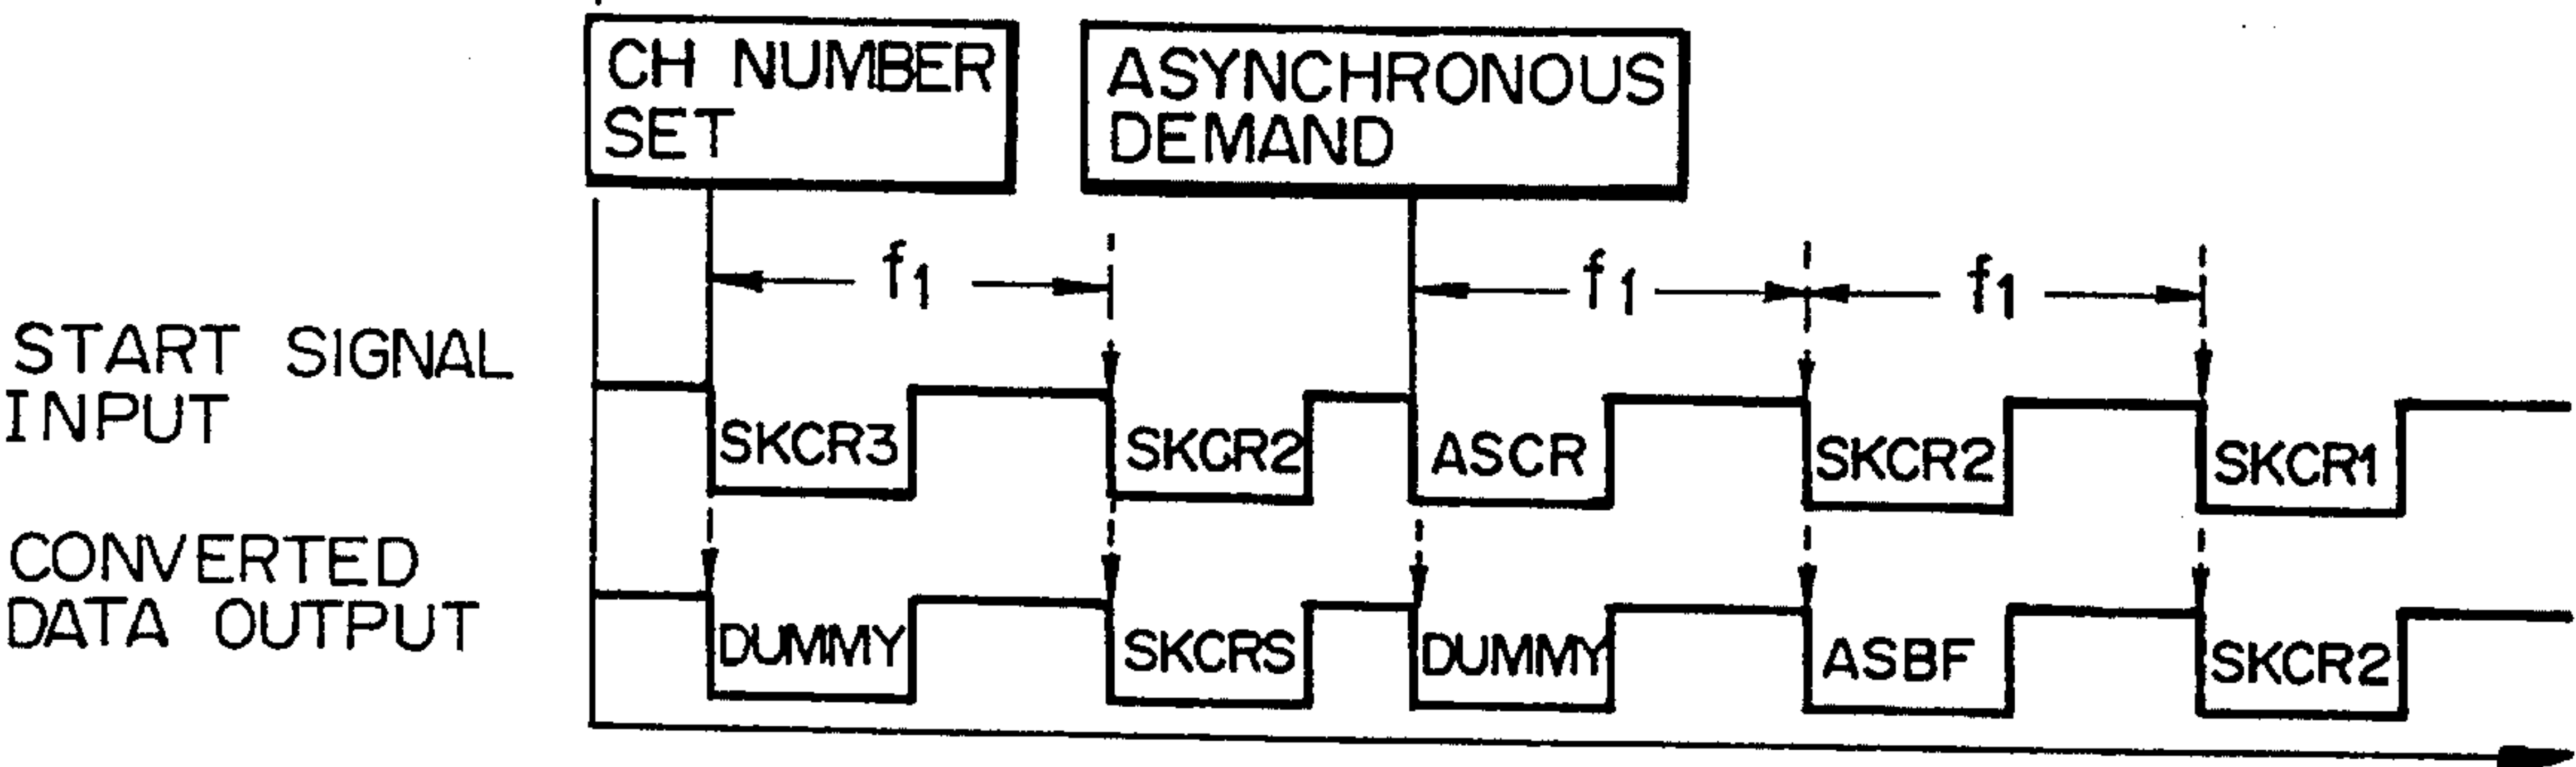 CH NUMBER
SET
ASYNCHRONOUS
DEMAND
f1
f1
f1
START SIGNAL
INPUT
SKCR3
SKCR2
ASCR
SKCR2
SKCR1
CONVERTED
DATA OUTPUT
DUMMY
SKCRS
DUMMY
ASBF
SKCR2